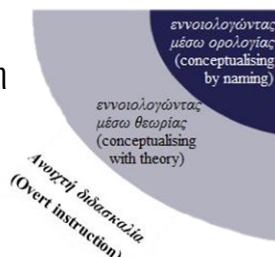 εννοιολογώντας
μέσω ορολογίας
(conceptualising
by naming)
η
εννοιολογώντας
μέσω θεωρίας
(conceptualising
with theory)
Ανοιχτή διδασκαλία
(Overt instruction)